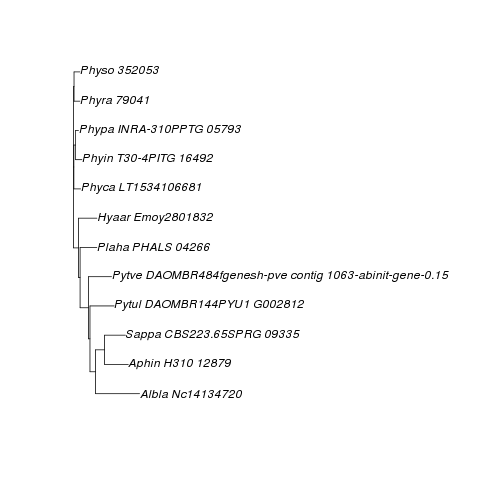 Physo 352053
Phyra 79041
Phypa INRA-310PPTG 05793
Phyin T30-4PITG 16492
Phyca LT1534106681
Hyaar Emoy2801832
Plaha PHALS 04266
Pytve DAOMBR484fgenesh-pve contig 1063-abinit-gene-0.15
Pytul DAOMBR144PYU1 G002812
Sappa CBS223.65SPRG 09335
Aphin H310 12879
Albla Nc14134720